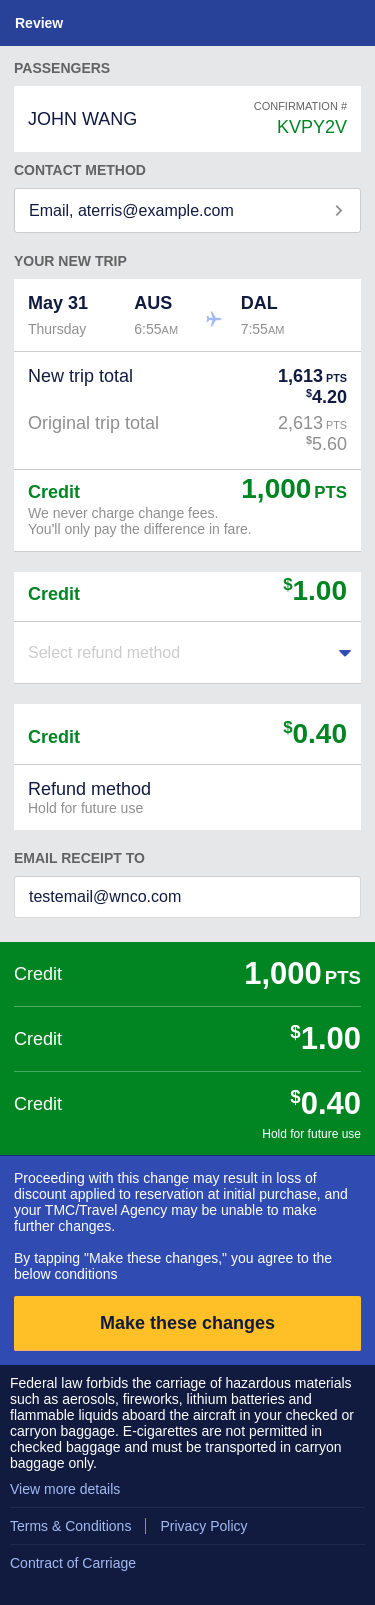 Review
PASSENGERS
JOHN WANG
CONFIRMATION #
KVPY2V
CONTACT METHOD
Email, aterris@example.com
YOUR NEW TRIP
May 31 AUS DAL
Thursday 6:55AM 7:55AM
New trip total 1,613 PTS
$4.20
Original trip total 2,613 PTS
$5.60
Credit 1,000 PTS
We never charge change fees.
You'll only pay the difference in fare.
Credit $1.00
Select refund method
Credit $0.40
Refund method
Hold for future use
EMAIL RECEIPT TO
testemail@wnco.com
Credit 1,000 PTS
Credit $1.00
Credit $0.40
Hold for future use
Proceeding with this change may result in loss of
discount applied to reservation at initial purchase, and
your TMC/Travel Agency may be unable to make
further changes.
By tapping "Make these changes," you agree to the
below conditions
Make these changes
Federal law forbids the carriage of hazardous materials
such as aerosols, fireworks, lithium batteries and
flammable liquids aboard the aircraft in your checked or
carryon baggage. E-cigarettes are not permitted in
checked baggage and must be transported in carryon
baggage only.
View more details
Terms & Conditions Privacy Policy
Contract of Carriage